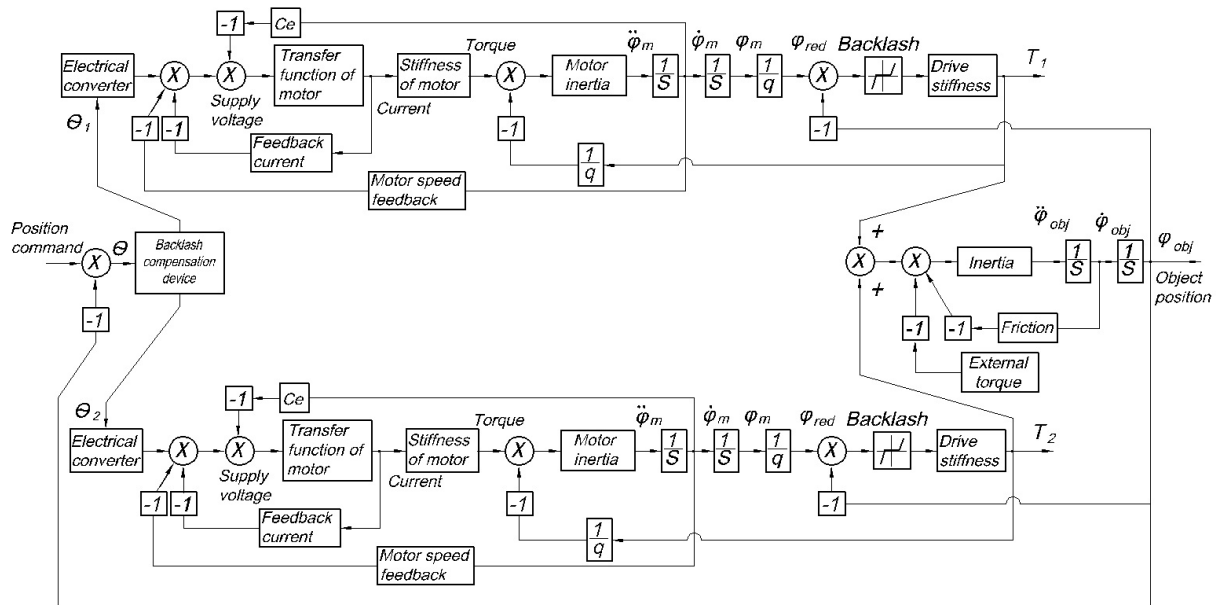 -1
Ce
Electrical
converter
X
X
Supply
voltage
Transfer
function of
motor
Stiffness
of motor
Current
Torque
X
Motor
inertia
φ̈m
1
S
φ̇m
1
S
φm
1
q
φred
X
Backlash
Drive
stiffness
T1
Θ1
-1
-1
Feedback
current
-1
1
q
-1
Motor speed
feedback
Position
command
X
Θ
Backlash
compensation
device
-1
+
X
+
X
Inertia
φ̈obj
1
S
φ̇obj
1
S
φobj
Object
position
-1
-1
Friction
External
torque
Θ2
-1
Ce
Electrical
converter
X
X
Supply
voltage
Transfer
function of
motor
Stiffness
of motor
Current
Torque
X
Motor
inertia
φ̈m
1
S
φ̇m
1
S
φm
1
q
φred
X
Backlash
Drive
stiffness
T2
-1
-1
Feedback
current
-1
1
q
-1
Motor speed
feedback